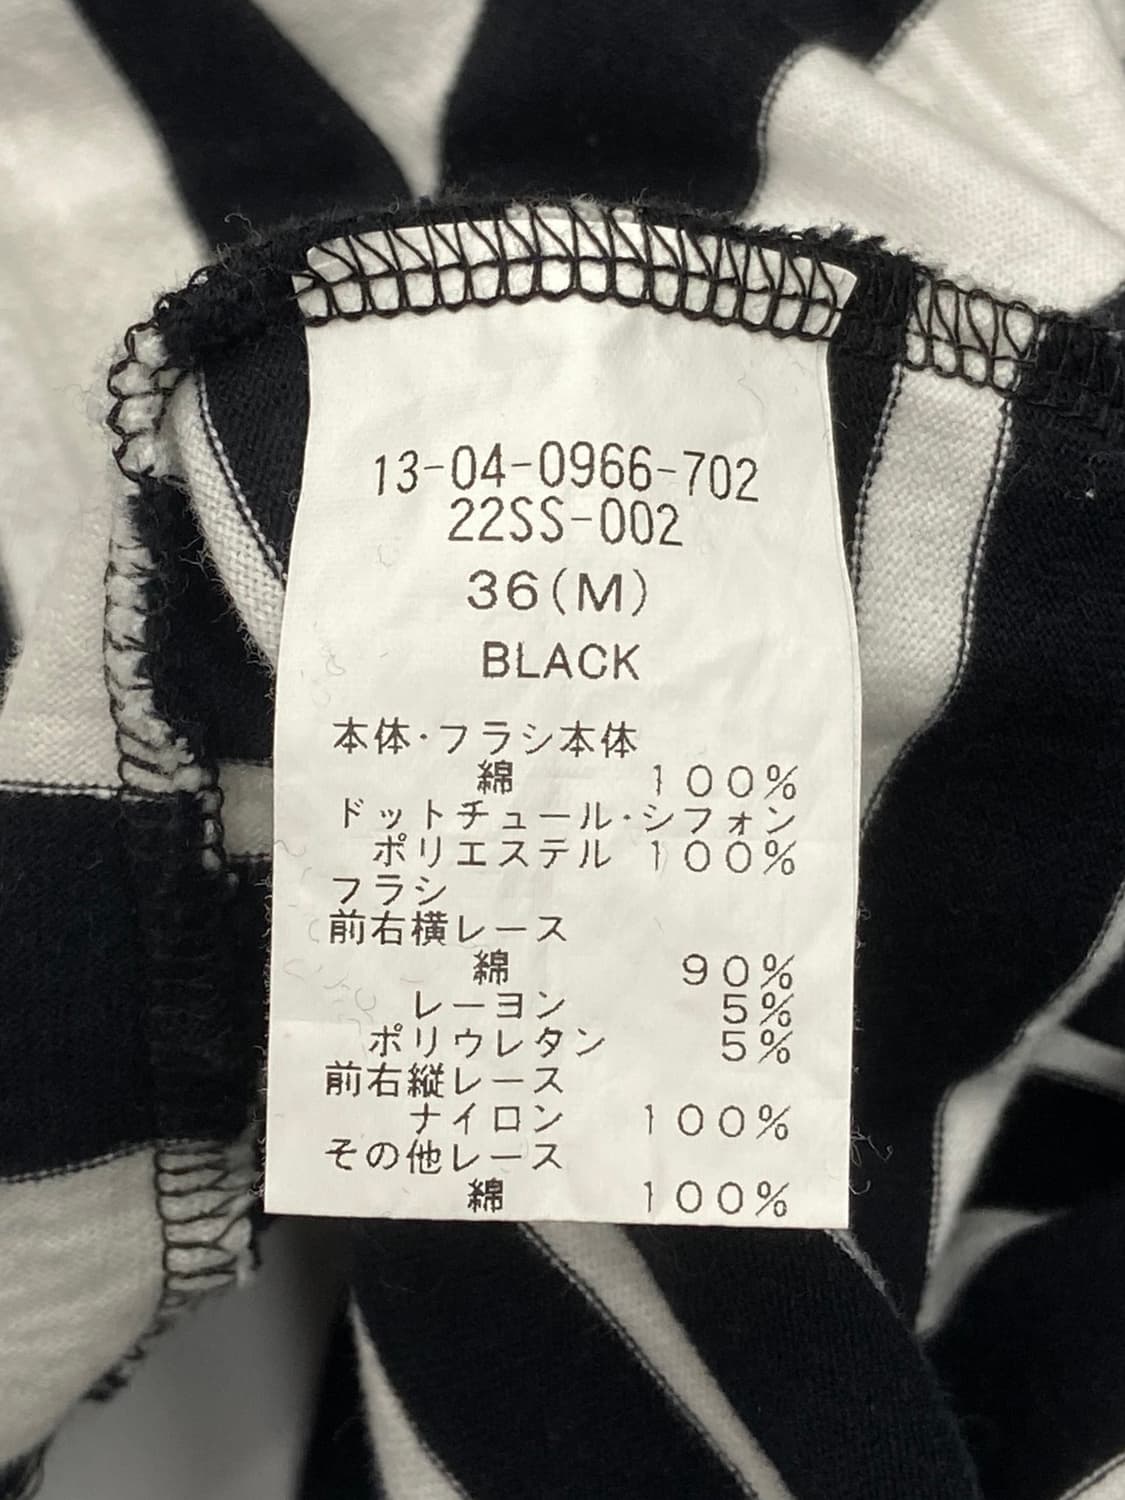 13-04-0966-702
22SS-002
36(M)
BLACK
本体・フラシ本体
綿 100%
ドットチュール・シフォン
ポリエステル 100%
フラシ
前右横レース
綿 90%
レーヨン 5%
ポリウレタン 5%
前右縦レース
ナイロン 100%
その他レース
綿 100%